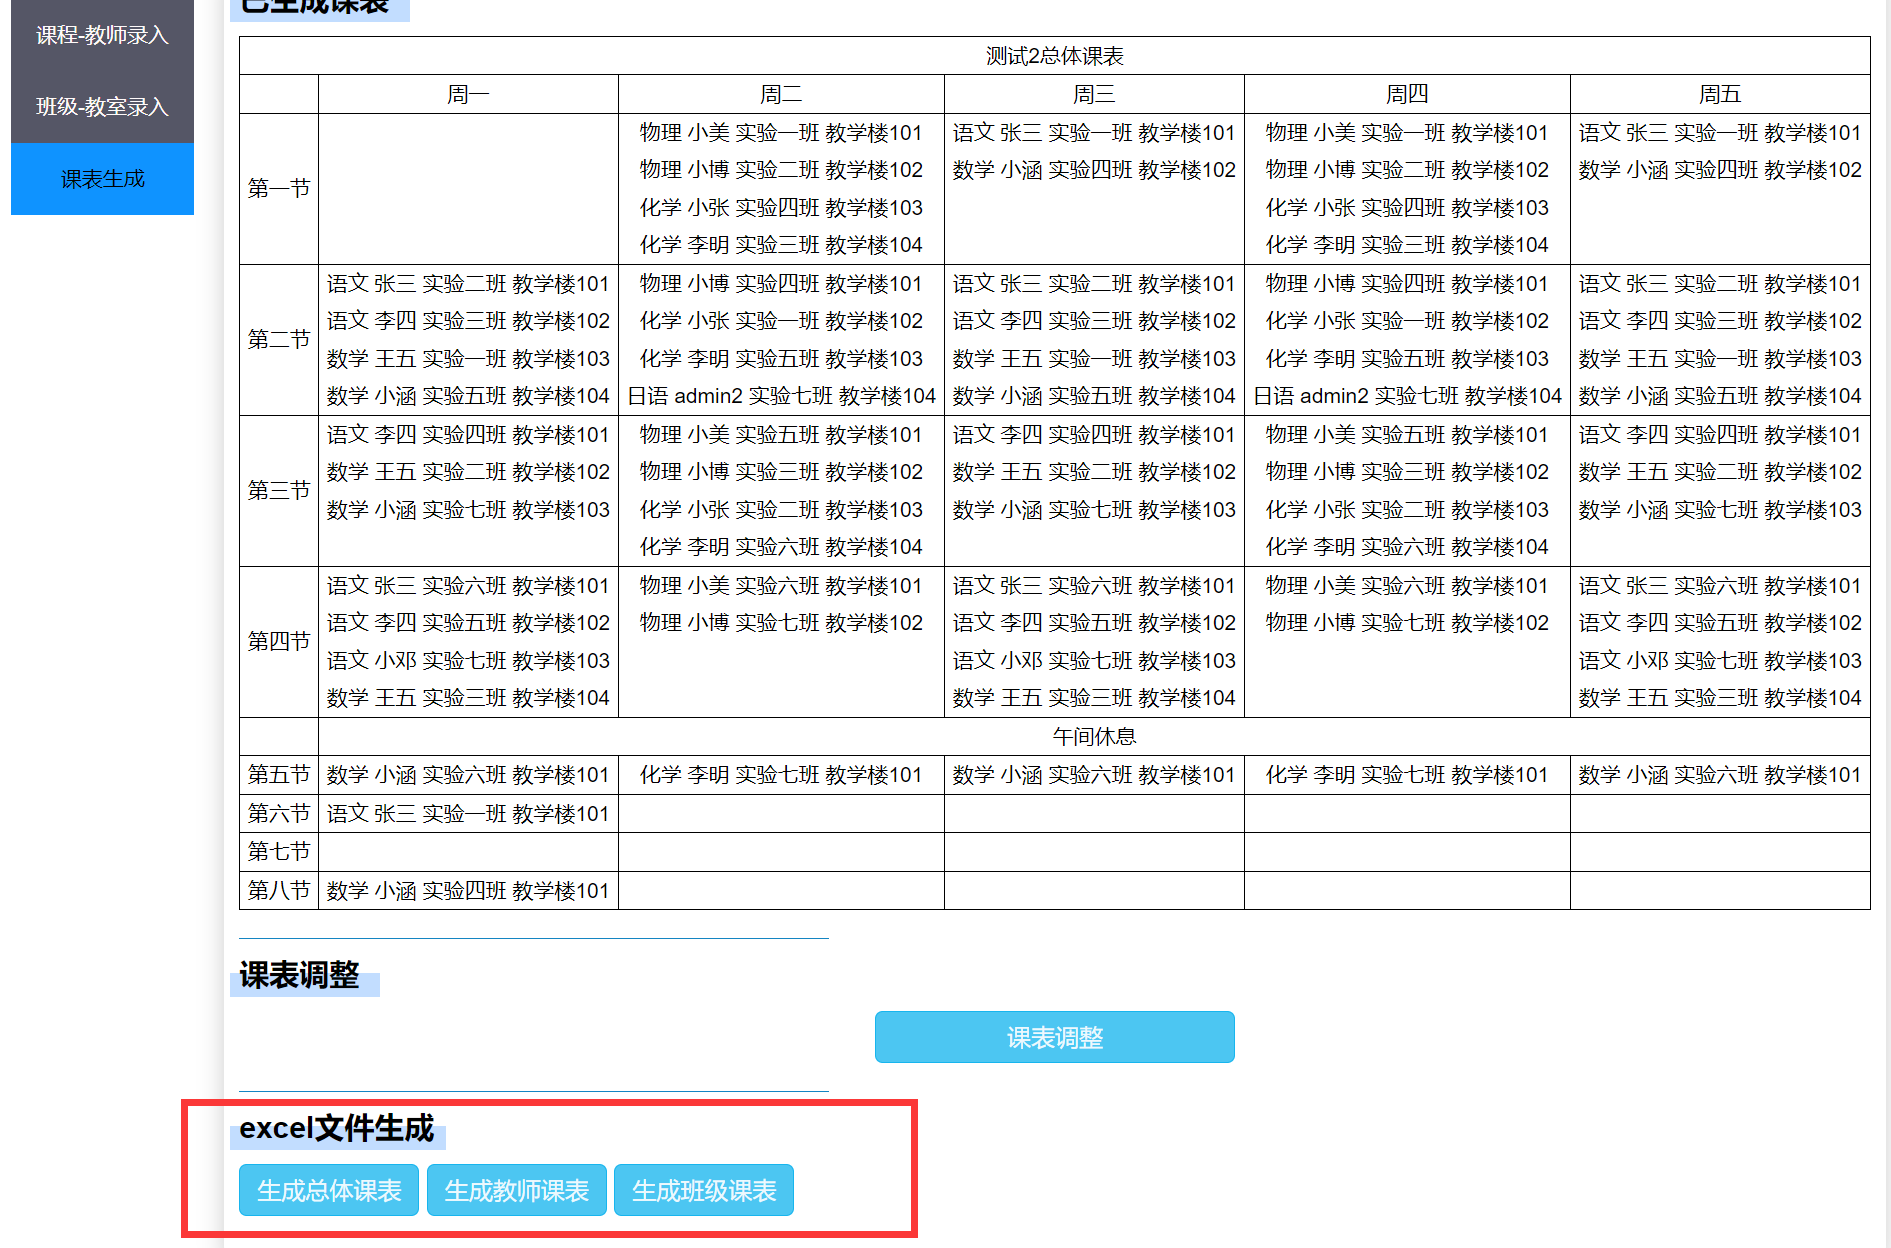 课程-教师录入
班级-教室录入
课表生成
已生成课表
测试2总体课表
周一 周二 周三 周四 周五
第一节
物理 小美 实验一班 教学楼101 语文 张三 实验一班 教学楼101 物理 小美 实验一班 教学楼101 语文 张三 实验一班 教学楼101
物理 小博 实验二班 教学楼102 数学 小涵 实验四班 教学楼102 物理 小博 实验二班 教学楼102 数学 小涵 实验四班 教学楼102
化学 小张 实验四班 教学楼103 化学 小张 实验四班 教学楼103
化学 李明 实验三班 教学楼104 化学 李明 实验三班 教学楼104
第二节
语文 张三 实验二班 教学楼101 物理 小博 实验四班 教学楼101 语文 张三 实验二班 教学楼101 物理 小博 实验四班 教学楼101 语文 张三 实验二班 教学楼101
语文 李四 实验三班 教学楼102 化学 小张 实验一班 教学楼102 语文 李四 实验三班 教学楼102 化学 小张 实验一班 教学楼102 语文 李四 实验三班 教学楼102
数学 王五 实验一班 教学楼103 化学 李明 实验五班 教学楼103 数学 王五 实验一班 教学楼103 化学 李明 实验五班 教学楼103 数学 王五 实验一班 教学楼103
数学 小涵 实验五班 教学楼104 日语 admin2 实验七班 教学楼104 数学 小涵 实验五班 教学楼104 日语 admin2 实验七班 教学楼104 数学 小涵 实验五班 教学楼104
第三节
语文 李四 实验四班 教学楼101 物理 小美 实验五班 教学楼101 语文 李四 实验四班 教学楼101 物理 小美 实验五班 教学楼101 语文 李四 实验四班 教学楼101
数学 王五 实验二班 教学楼102 物理 小博 实验三班 教学楼102 数学 王五 实验二班 教学楼102 物理 小博 实验三班 教学楼102 数学 王五 实验二班 教学楼102
数学 小涵 实验七班 教学楼103 化学 小张 实验二班 教学楼103 数学 小涵 实验七班 教学楼103 化学 小张 实验二班 教学楼103 数学 小涵 实验七班 教学楼103
化学 李明 实验六班 教学楼104 化学 李明 实验六班 教学楼104
第四节
语文 张三 实验六班 教学楼101 物理 小美 实验六班 教学楼101 语文 张三 实验六班 教学楼101 物理 小美 实验六班 教学楼101 语文 张三 实验六班 教学楼101
语文 李四 实验五班 教学楼102 物理 小博 实验七班 教学楼102 语文 李四 实验五班 教学楼102 物理 小博 实验七班 教学楼102 语文 李四 实验五班 教学楼102
语文 小邓 实验七班 教学楼103 语文 小邓 实验七班 教学楼103 语文 小邓 实验七班 教学楼103
数学 王五 实验三班 教学楼104 数学 王五 实验三班 教学楼104 数学 王五 实验三班 教学楼104
午间休息
第五节 数学 小涵 实验六班 教学楼101 化学 李明 实验七班 教学楼101 数学 小涵 实验六班 教学楼101 化学 李明 实验七班 教学楼101 数学 小涵 实验六班 教学楼101
第六节 语文 张三 实验一班 教学楼101
第七节
第八节 数学 小涵 实验四班 教学楼101
课表调整
课表调整
excel文件生成
生成总体课表 生成教师课表 生成班级课表